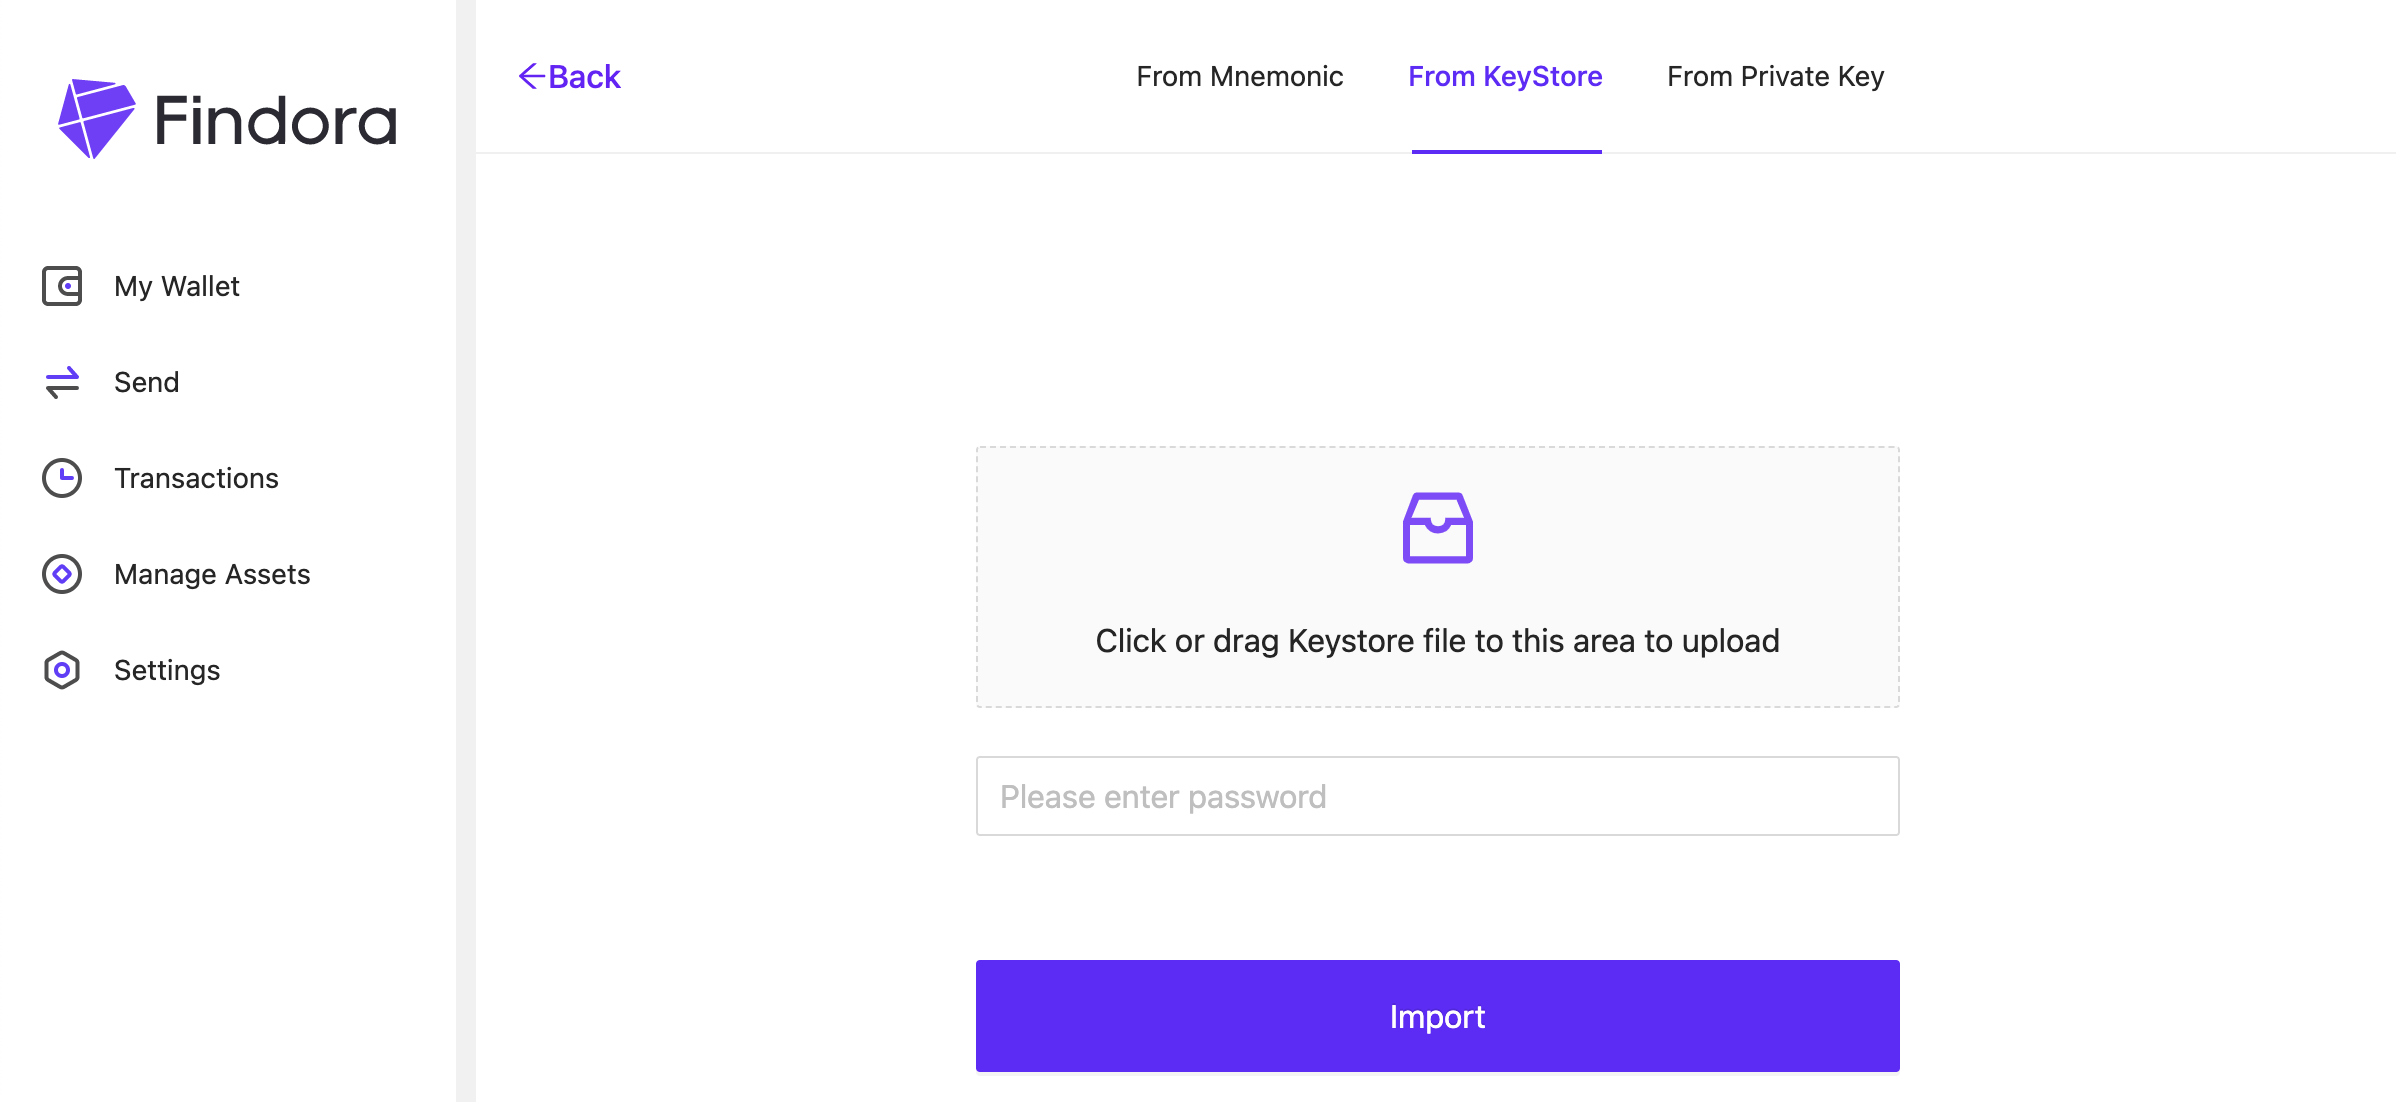 Findora
My Wallet
Send
Transactions
Manage Assets
Settings
Back
From Mnemonic
From KeyStore
From Private Key
Click or drag Keystore file to this area to upload
Please enter password
Import